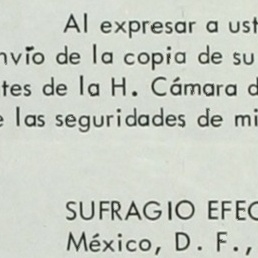 Al expresar a ust
nvío de la copia de su
tes de la H. Cámara d
e las seguridades de mi
SUFRAGIO EFEC
México, D. F.,